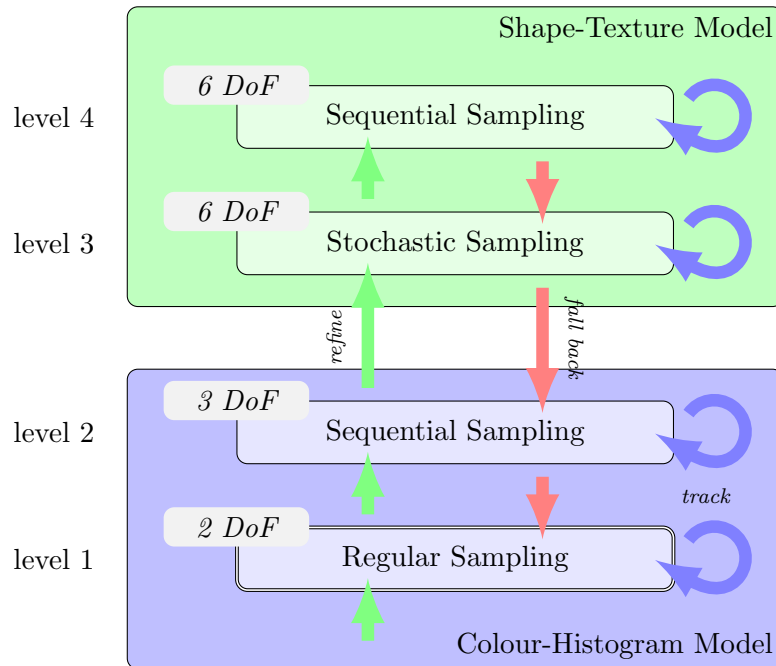 Shape-Texture Model
6 DoF
level 4
Sequential Sampling
6 DoF
level 3
Stochastic Sampling
refine
fall back
3 DoF
level 2
Sequential Sampling
track
2 DoF
level 1
Regular Sampling
Colour-Histogram Model